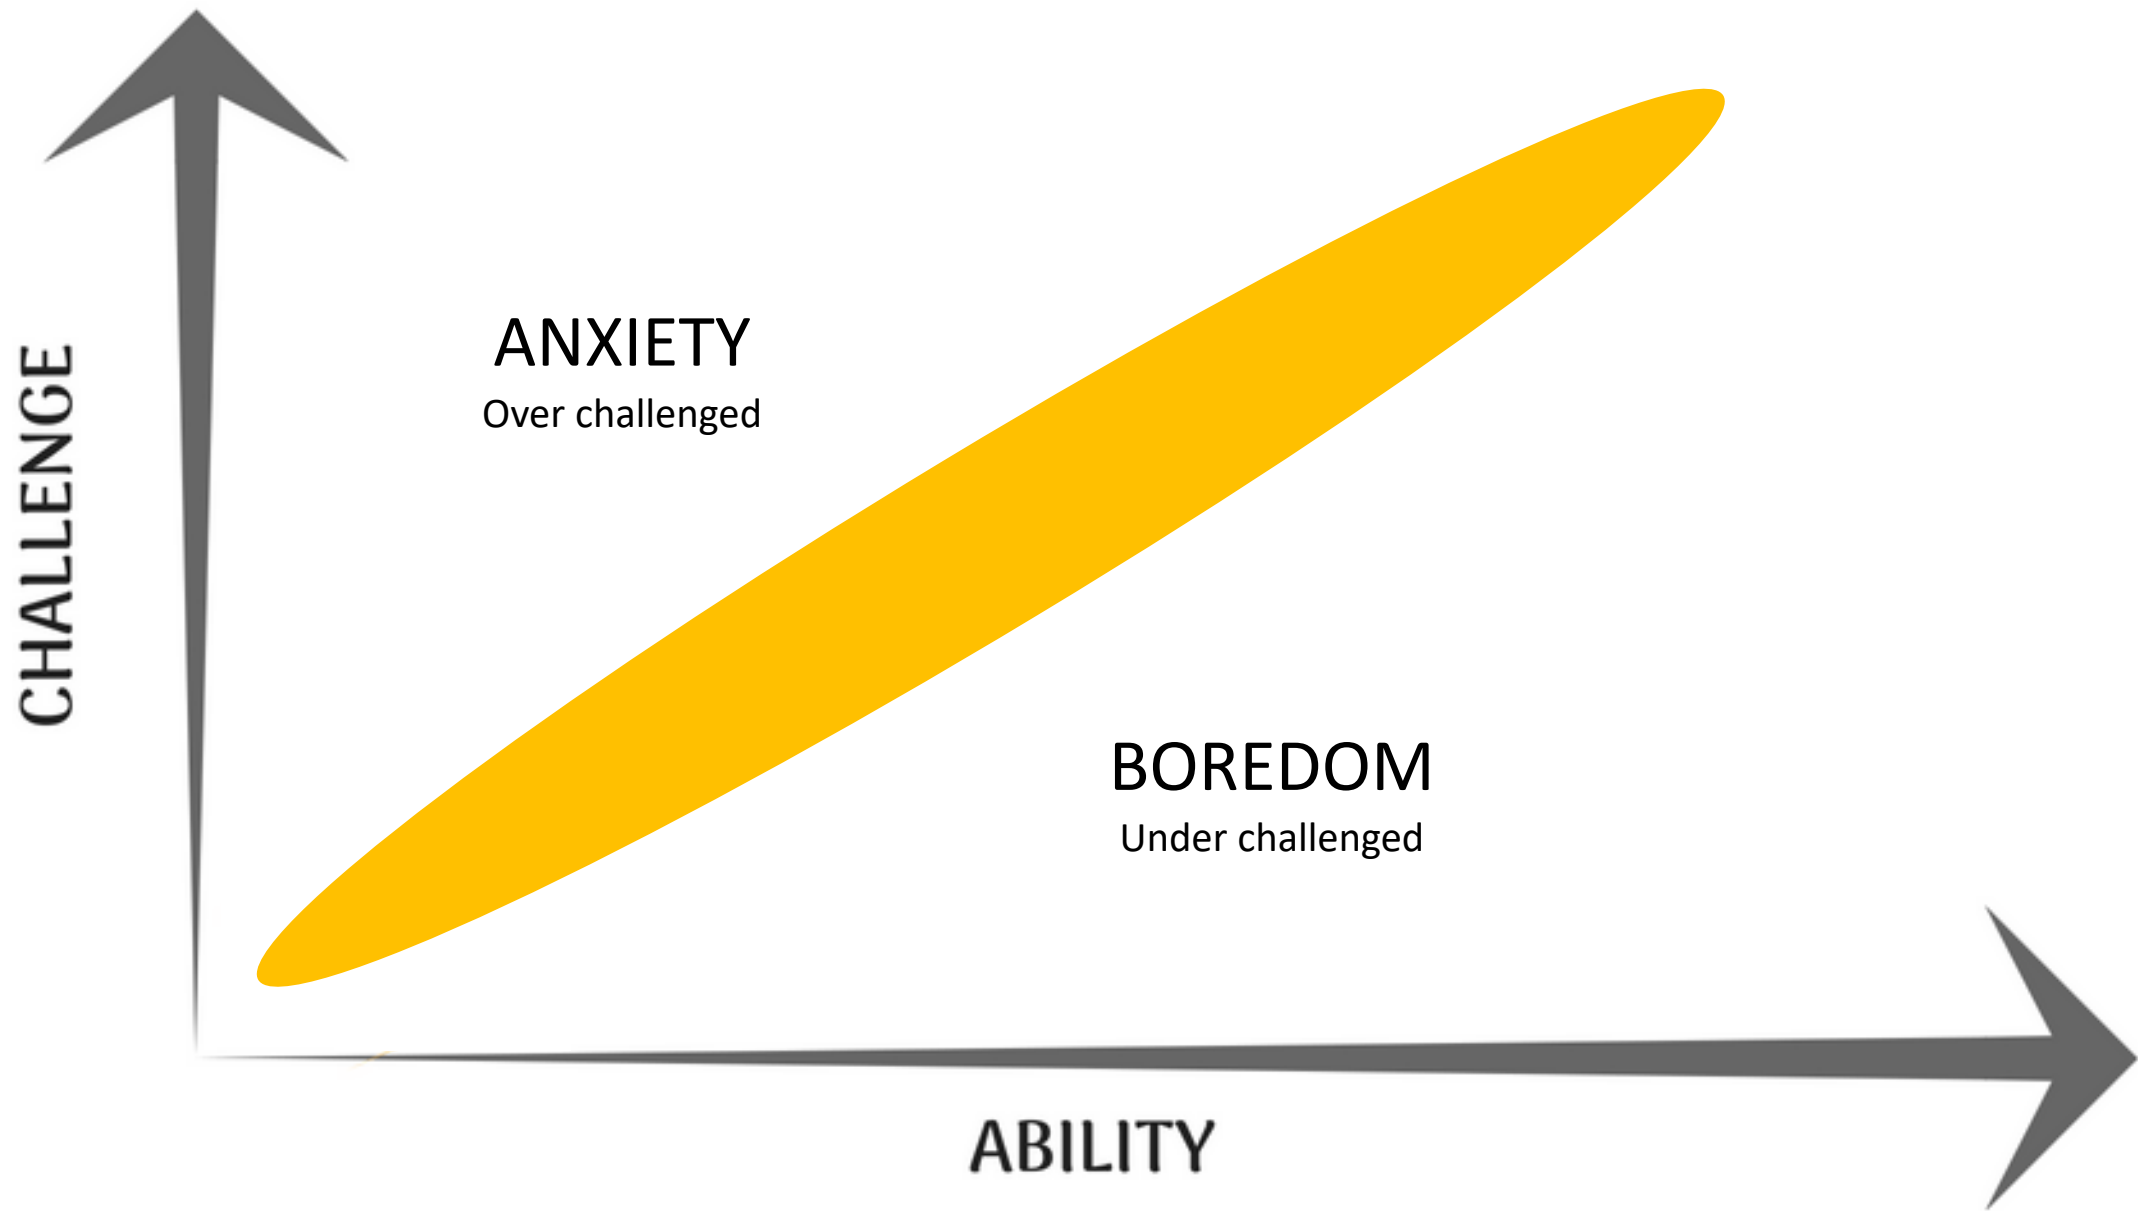 CHALLENGE
ANXIETY
Over challenged
BOREDOM
Under challenged
ABILITY